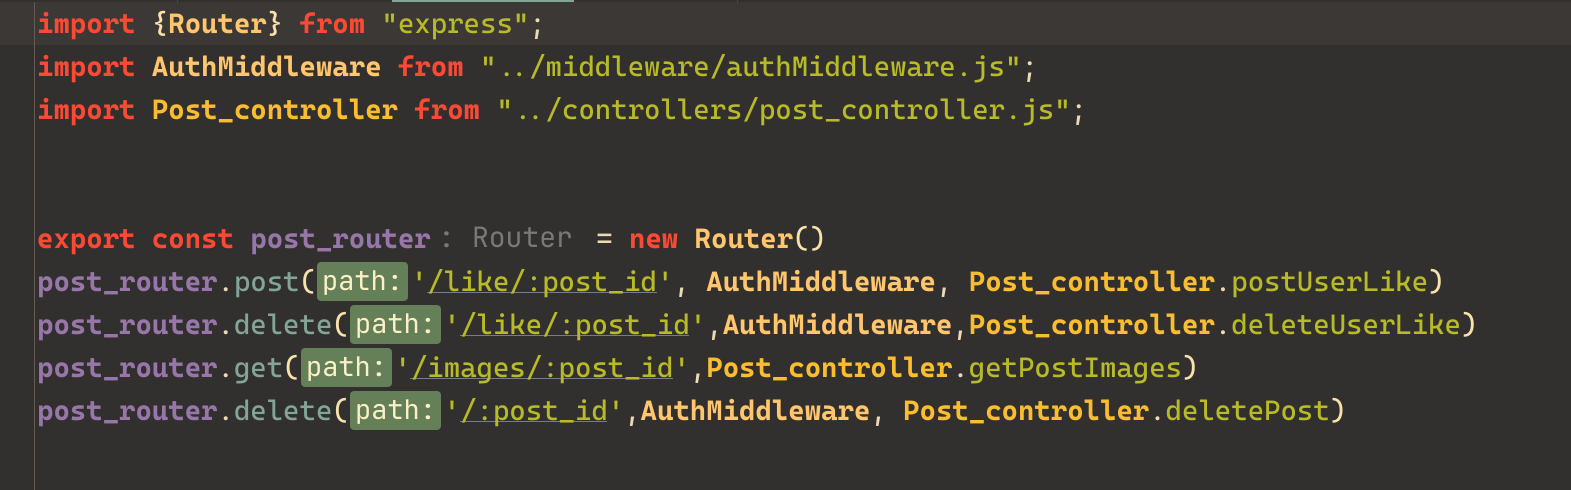 import {Router} from "express";
import AuthMiddleware from "../middleware/authMiddleware.js";
import Post_controller from "../controllers/post_controller.js";
export const post_router: Router = new Router()
post_router.post(path: '/like/:post_id', AuthMiddleware, Post_controller.postUserLike)
post_router.delete(path: '/like/:post_id',AuthMiddleware,Post_controller.deleteUserLike)
post_router.get(path: '/images/:post_id',Post_controller.getPostImages)
post_router.delete(path: '/:post_id',AuthMiddleware, Post_controller.deletePost)